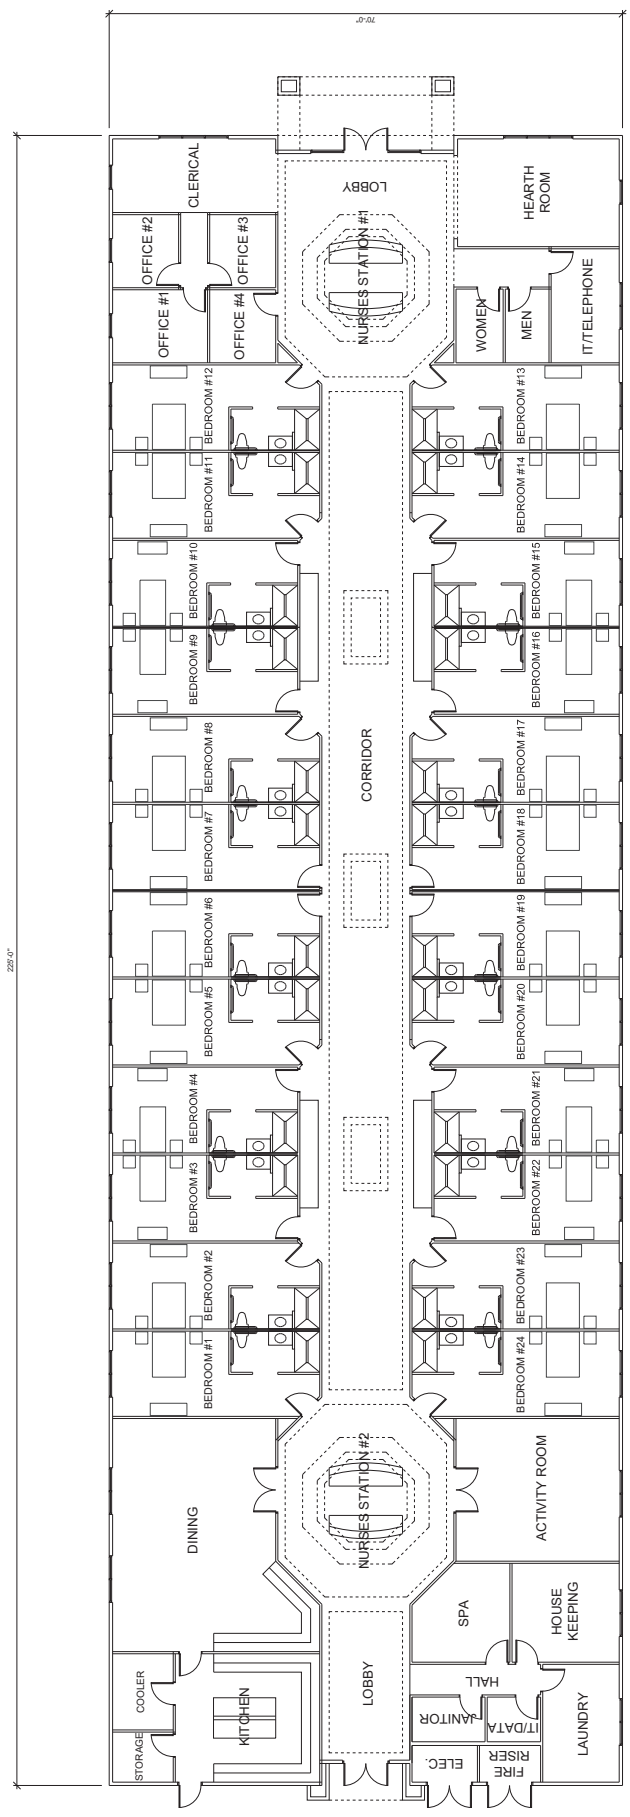 70'-0"
225'-0"
CLERICAL
LOBBY
HEARTH
ROOM
OFFICE #2
OFFICE #3
NURSES STATION #1
OFFICE #1
OFFICE #4
WOMEN
MEN
IT/TELEPHONE
BEDROOM #12
BEDROOM #13
BEDROOM #11
BEDROOM #14
BEDROOM #10
BEDROOM #15
BEDROOM #9
BEDROOM #16
BEDROOM #8
BEDROOM #17
CORRIDOR
BEDROOM #7
BEDROOM #18
BEDROOM #6
BEDROOM #19
BEDROOM #5
BEDROOM #20
BEDROOM #4
BEDROOM #21
BEDROOM #3
BEDROOM #22
BEDROOM #2
BEDROOM #23
BEDROOM #1
BEDROOM #24
NURSES STATION #2
DINING
ACTIVITY ROOM
SPA
HOUSE
KEEPING
COOLER
STORAGE
KITCHEN
LOBBY
HALL
JANITOR
IT/DATA
LAUNDRY
ELEC.
FIRE
RISER